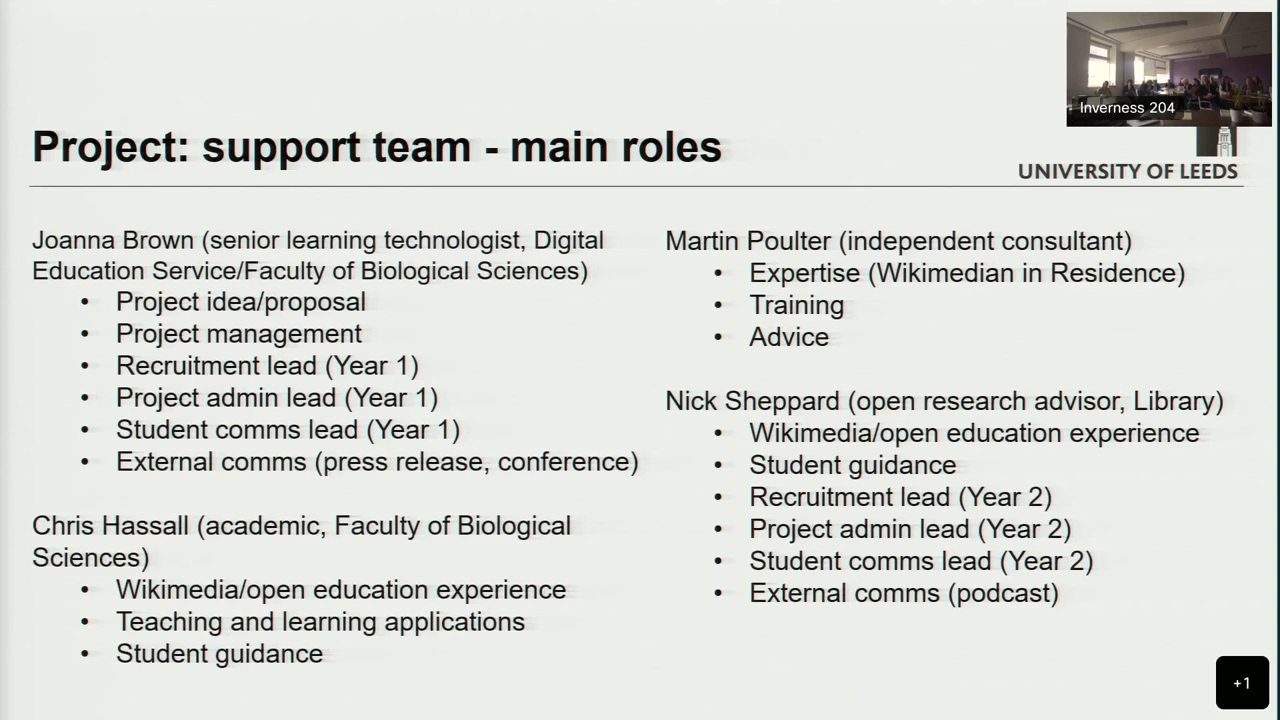 Inverness 204
Project: support team - main roles
UNIVERSITY OF LEEDS
Joanna Brown (senior learning technologist, Digital
Education Service/Faculty of Biological Sciences)
• Project idea/proposal
• Project management
• Recruitment lead (Year 1)
• Project admin lead (Year 1)
• Student comms lead (Year 1)
• External comms (press release, conference)
Chris Hassall (academic, Faculty of Biological
Sciences)
• Wikimedia/open education experience
• Teaching and learning applications
• Student guidance
Martin Poulter (independent consultant)
• Expertise (Wikimedian in Residence)
• Training
• Advice
Nick Sheppard (open research advisor, Library)
• Wikimedia/open education experience
• Student guidance
• Recruitment lead (Year 2)
• Project admin lead (Year 2)
• Student comms lead (Year 2)
• External comms (podcast)
+1